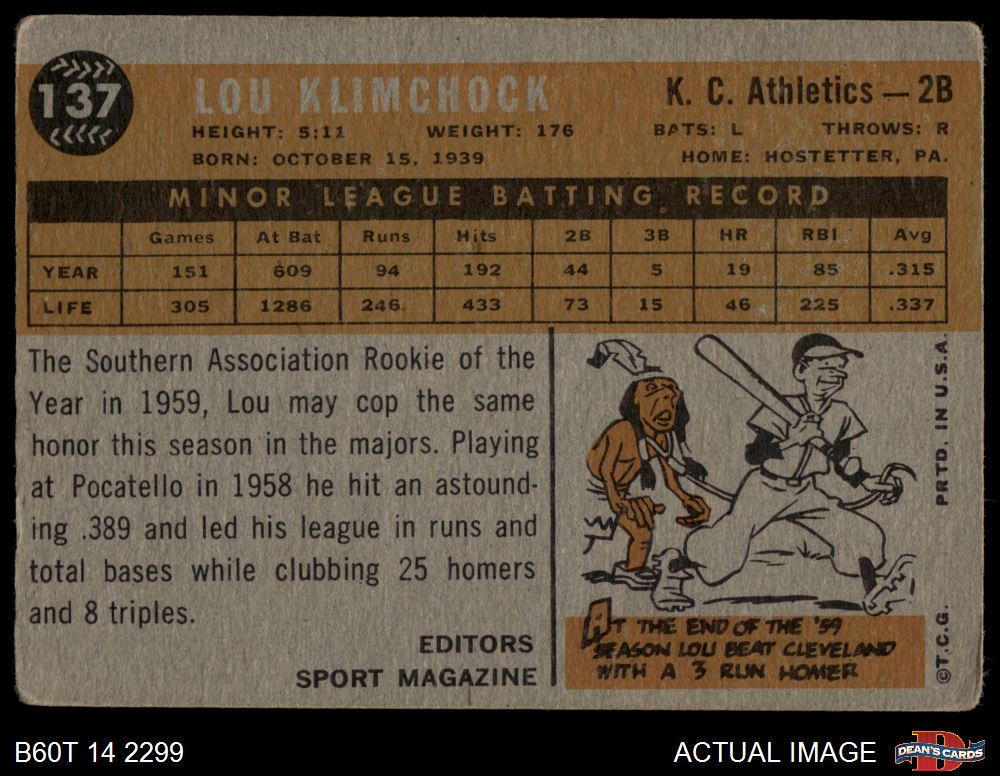 137
LOU KLIMCHOCK
K. C. Athletics — 2B
HEIGHT: 5:11 WEIGHT: 176 BATS: L THROWS: R
BORN: OCTOBER 15, 1939 HOME: HOSTETTER, PA.
MINOR LEAGUE BATTING RECORD
Games At Bat Runs Hits 2B 3B HR RBI Avg
YEAR 151 609 94 192 44 5 19 85 .315
LIFE 305 1286 246 433 73 15 46 225 .337
The Southern Association Rookie of the
Year in 1959, Lou may cop the same
honor this season in the majors. Playing
at Pocatello in 1958 he hit an astound-
ing .389 and led his league in runs and
total bases while clubbing 25 homers
and 8 triples.
EDITORS
SPORT MAGAZINE
AT THE END OF THE '59
SEASON LOU BEAT CLEVELAND
WITH A 3 RUN HOMER
©T.C.G. PRTD. IN U.S.A.
B60T 14 2299
ACTUAL IMAGE
DEAN'S CARDS